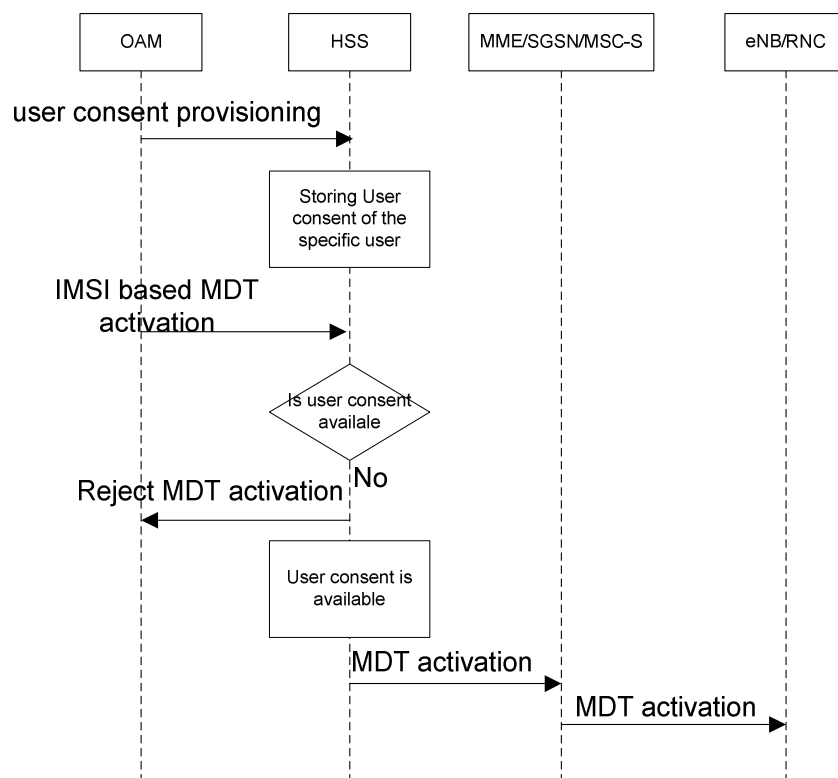 OAM
HSS
MME/SGSN/MSC-S
eNB/RNC
user consent provisioning
Storing User
consent of the
specific user
IMSI based MDT
activation
Is user consent
availale
No
Reject MDT activation
User consent is
available
MDT activation
MDT activation